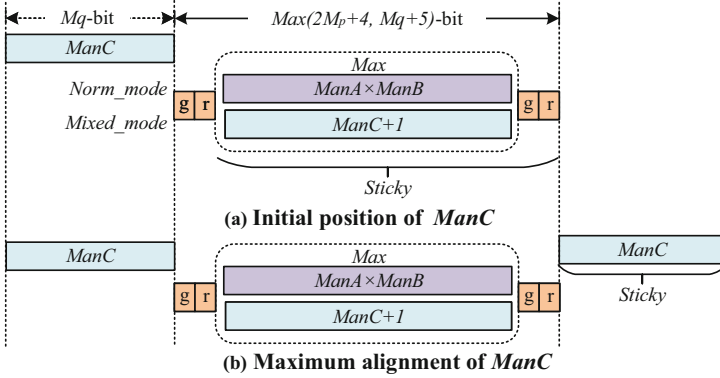 Mq-bit Max(2Mp+4, Mq+5)-bit
ManC
Max
Norm_mode ManA×ManB
g r g r
Mixed_mode ManC+1
Sticky
(a) Initial position of ManC
ManC ManC
Max
ManA×ManB Sticky
g r g r
ManC+1
(b) Maximum alignment of ManC